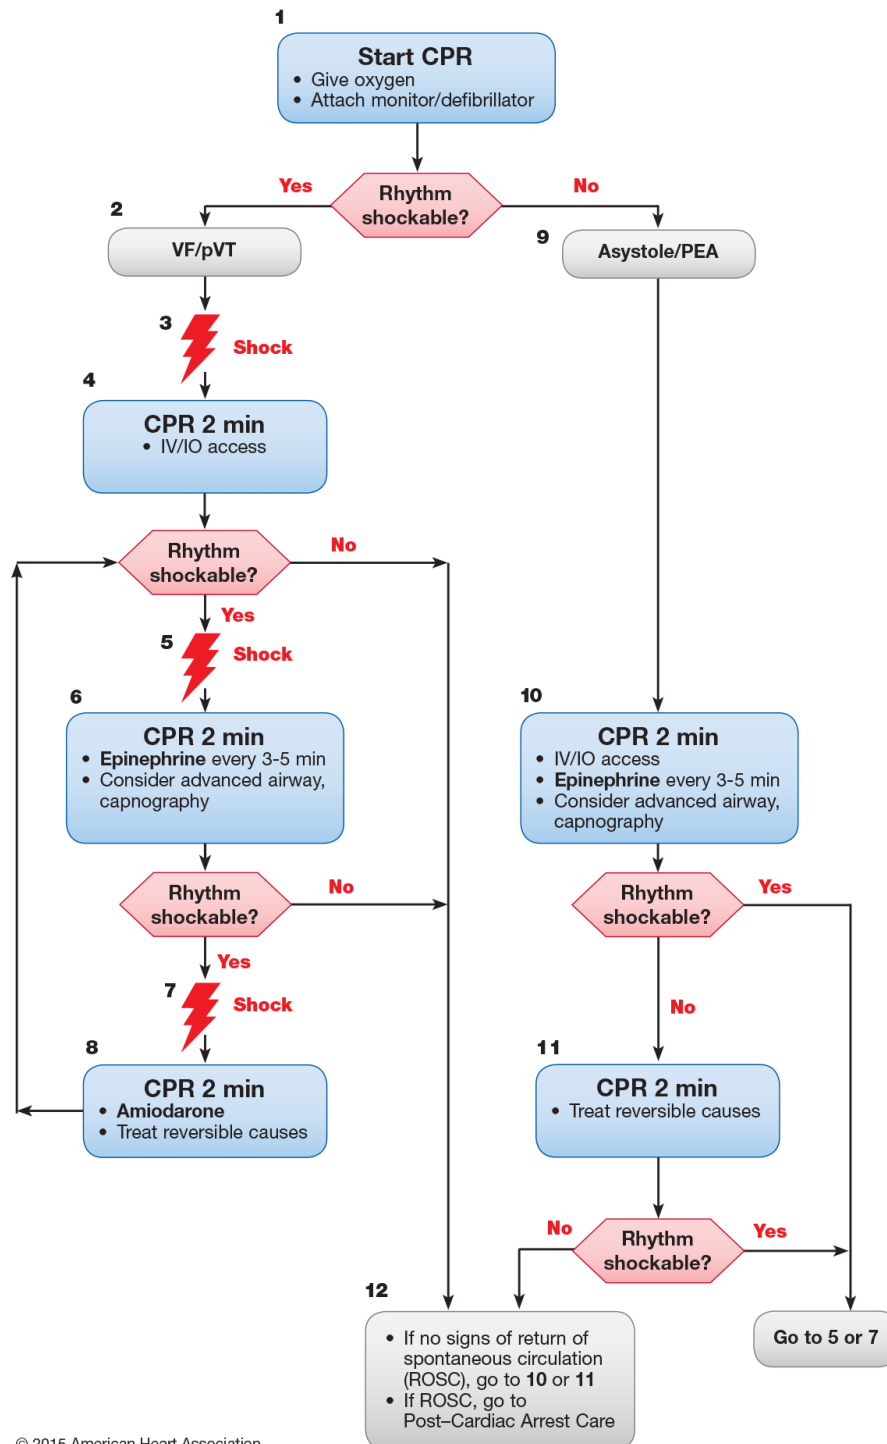 1
Start CPR
• Give oxygen
• Attach monitor/defibrillator
Rhythm
shockable?
Yes
No
2
VF/pVT
9
Asystole/PEA
3
Shock
4
CPR 2 min
• IV/IO access
Rhythm
shockable?
No
Yes
5
Shock
6
CPR 2 min
• Epinephrine every 3-5 min
• Consider advanced airway,
capnography
10
CPR 2 min
• IV/IO access
• Epinephrine every 3-5 min
• Consider advanced airway,
capnography
Rhythm
shockable?
No
Yes
Rhythm
shockable?
Yes
No
7
Shock
8
CPR 2 min
• Amiodarone
• Treat reversible causes
11
CPR 2 min
• Treat reversible causes
Rhythm
shockable?
No
Yes
12
• If no signs of return of
spontaneous circulation
(ROSC), go to 10 or 11
• If ROSC, go to
Post–Cardiac Arrest Care
Go to 5 or 7
© 2015 American Heart Association